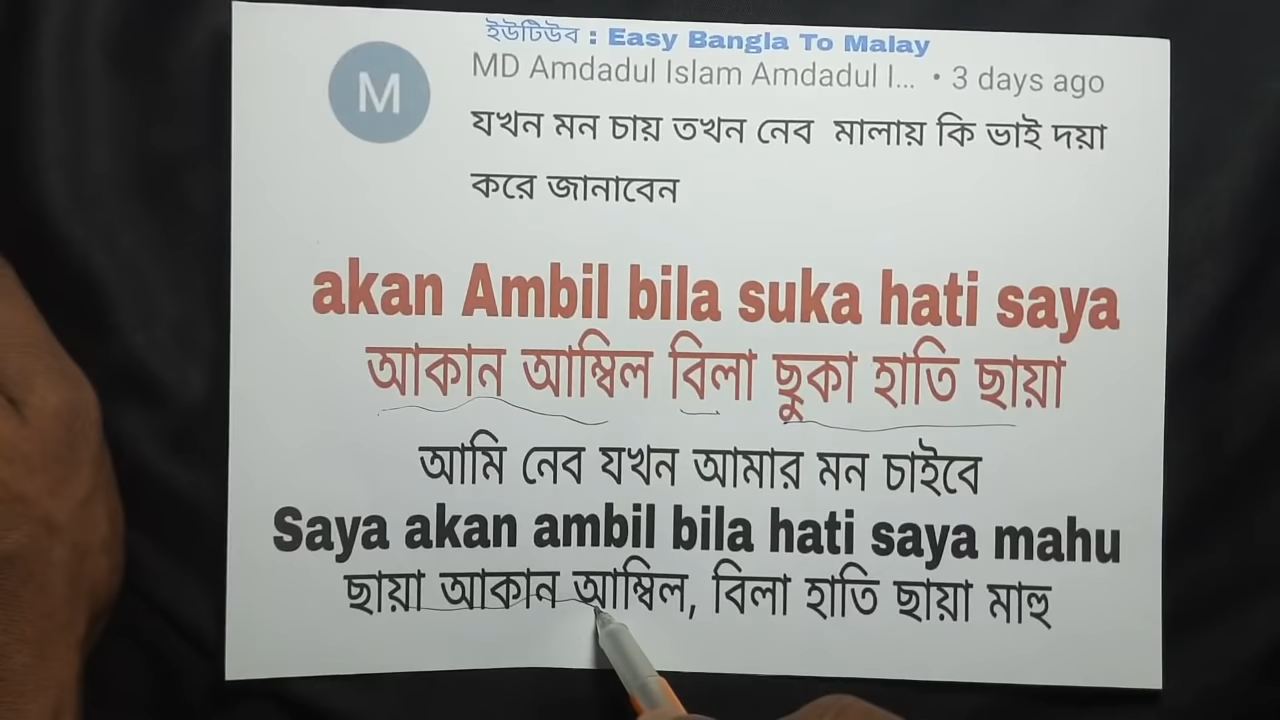 ইউটিউব : Easy Bangla To Malay
M
MD Amdadul Islam Amdadul I... • 3 days ago
যখন মন চায় তখন নেব মালায় কি ভাই দয়া
করে জানাবেন
akan Ambil bila suka hati saya
আকান আম্বিল বিলা ছুকা হাতি ছায়া
আমি নেব যখন আমার মন চাইবে
Saya akan ambil bila hati saya mahu
ছায়া আকান আম্বিল, বিলা হাতি ছায়া মাহু